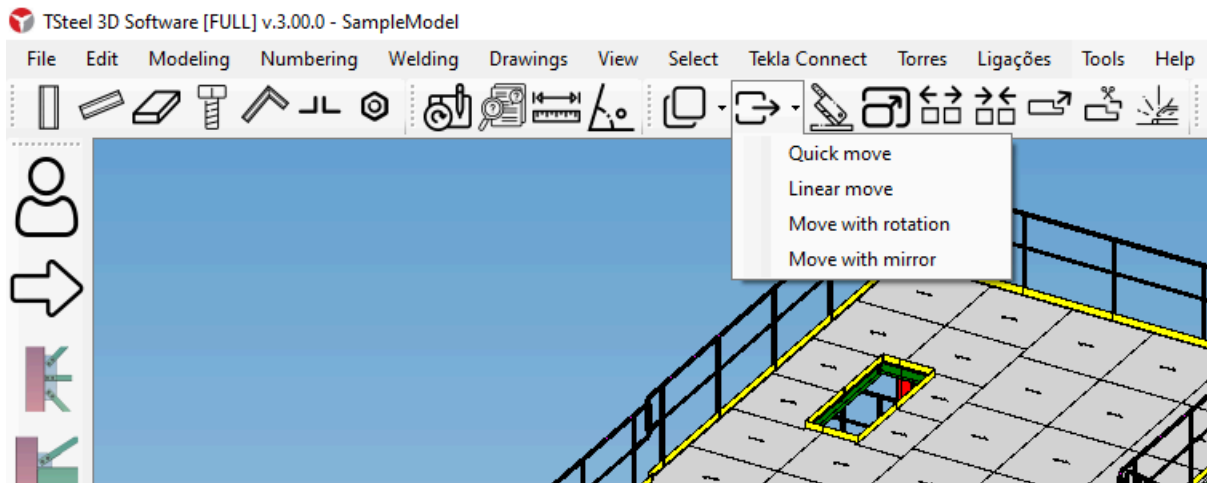 TSteel 3D Software [FULL] v.3.00.0 - SampleModel
File Edit Modeling Numbering Welding Drawings View Select Tekla Connect Torres Ligações Tools Help
Quick move
Linear move
Move with rotation
Move with mirror